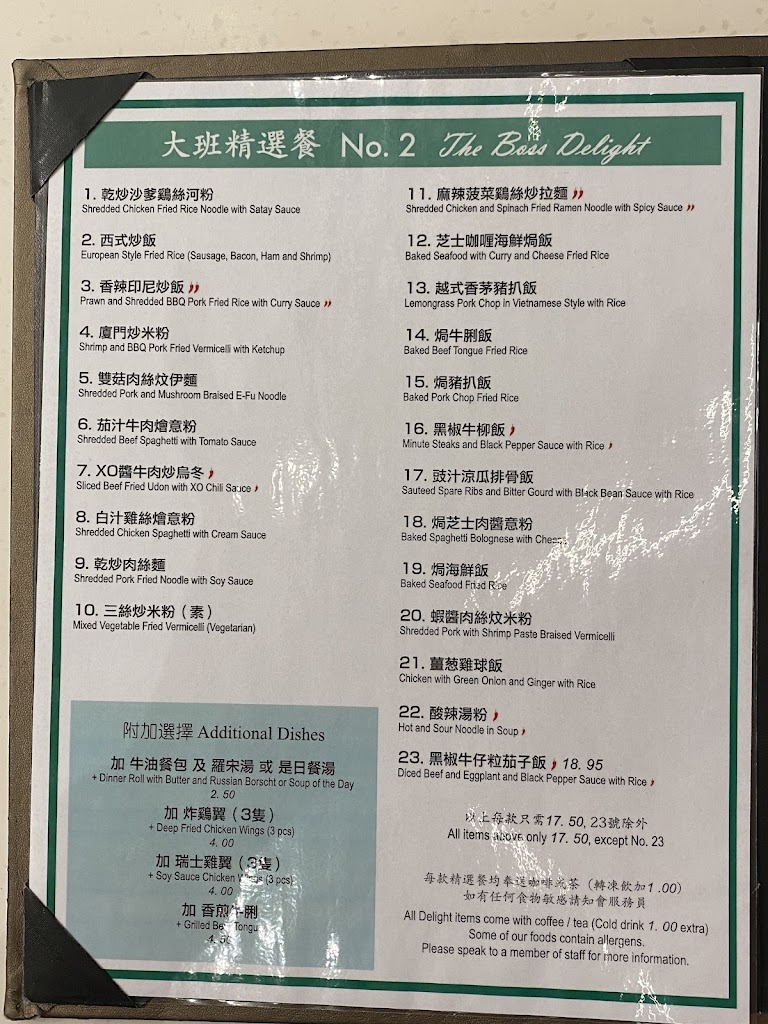 大班精選餐 No. 2 The Boss Delight
1. 乾炒沙爹鷄絲河粉
Shredded Chicken Fried Rice Noodle with Satay Sauce
2. 西式炒飯
European Style Fried Rice (Sausage, Bacon, Ham and Shrimp)
3. 香辣印尼炒飯
Prawn and Shredded BBQ Pork Fried Rice with Curry Sauce
4. 廈門炒米粉
Shrimp and BBQ Pork Fried Vermicelli with Ketchup
5. 雙菇肉絲炆伊麵
Shredded Pork and Mushroom Braised E-Fu Noodle
6. 茄汁牛肉燴意粉
Shredded Beef Spaghetti with Tomato Sauce
7. XO醬牛肉炒烏冬
Sliced Beef Fried Udon with XO Chili Sauce
8. 白汁雞絲燴意粉
Shredded Chicken Spaghetti with Cream Sauce
9. 乾炒肉絲麵
Shredded Pork Fried Noodle with Soy Sauce
10. 三絲炒米粉（素）
Mixed Vegetable Fried Vermicelli (Vegetarian)
附加選擇 Additional Dishes
加 牛油餐包 及 羅宋湯 或 是日餐湯
+ Dinner Roll with Butter and Russian Borscht or Soup of the Day
2. 50
加 炸鷄翼（3隻）
+ Deep Fried Chicken Wings (3 pcs)
4. 00
加 瑞士雞翼（3隻）
+ Soy Sauce Chicken Wings (3 pcs)
4. 00
加 香煎牛脷
+ Grilled Beef Tongu
4. 50
11. 麻辣菠菜鷄絲炒拉麵
Shredded Chicken and Spinach Fried Ramen Noodle with Spicy Sauce
12. 芝士咖喱海鮮焗飯
Baked Seafood with Curry and Cheese Fried Rice
13. 越式香茅豬扒飯
Lemongrass Pork Chop in Vietnamese Style with Rice
14. 焗牛脷飯
Baked Beef Tongue Fried Rice
15. 焗豬扒飯
Baked Pork Chop Fried Rice
16. 黑椒牛柳飯
Minute Steaks and Black Pepper Sauce with Rice
17. 豉汁涼瓜排骨飯
Sauteed Spare Ribs and Bitter Gourd with Black Bean Sauce with Rice
18. 焗芝士肉醬意粉
Baked Spaghetti Bolognese with Cheese
19. 焗海鮮飯
Baked Seafood Fried Rice
20. 蝦醬肉絲炆米粉
Shredded Pork with Shrimp Paste Braised Vermicelli
21. 薑葱雞球飯
Chicken with Green Onion and Ginger with Rice
22. 酸辣湯粉
Hot and Sour Noodle in Soup
23. 黑椒牛仔粒茄子飯 18. 95
Diced Beef and Eggplant and Black Pepper Sauce with Rice
以上每款只需17. 50, 23號除外
All items above only 17. 50, except No. 23
每款精選餐均奉送咖啡或茶（轉凍飲加1 .00）
如有任何食物敏感請知會服務員
All Delight items come with coffee / tea (Cold drink 1. 00 extra)
Some of our foods contain allergens.
Please speak to a member of staff for more information.